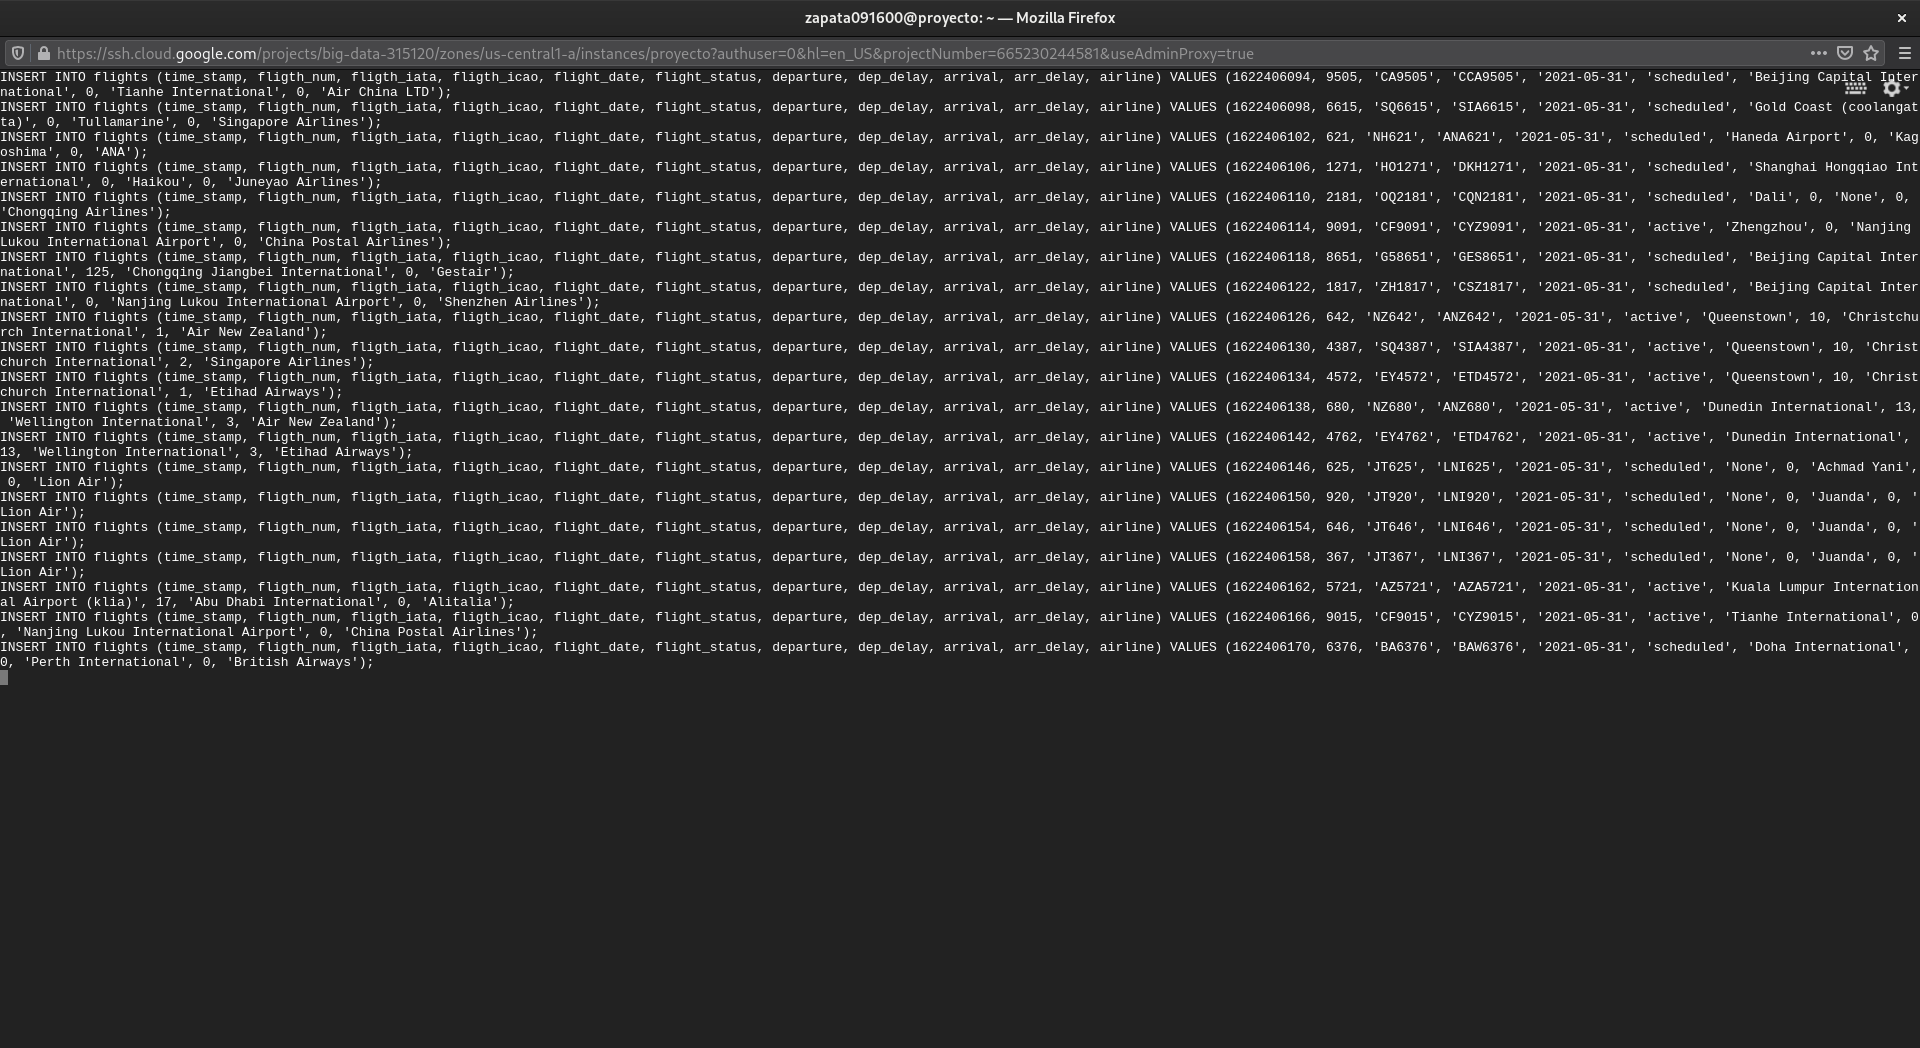 zapata091600@proyecto: ~ — Mozilla Firefox
https://ssh.cloud.google.com/projects/big-data-315120/zones/us-central1-a/instances/proyecto?authuser=0&hl=en_US&projectNumber=665230244581&useAdminProxy=true
INSERT INTO flights (time_stamp, fligth_num, fligth_iata, fligth_icao, flight_date, flight_status, departure, dep_delay, arrival, arr_delay, airline) VALUES (1622406094, 9505, 'CA9505', 'CCA9505', '2021-05-31', 'scheduled', 'Beijing Capital Inter
national', 0, 'Tianhe International', 0, 'Air China LTD');
INSERT INTO flights (time_stamp, fligth_num, fligth_iata, fligth_icao, flight_date, flight_status, departure, dep_delay, arrival, arr_delay, airline) VALUES (1622406098, 6615, 'SQ6615', 'SIA6615', '2021-05-31', 'scheduled', 'Gold Coast (coolangat
ta)', 0, 'Tullamarine', 0, 'Singapore Airlines');
INSERT INTO flights (time_stamp, fligth_num, fligth_iata, fligth_icao, flight_date, flight_status, departure, dep_delay, arrival, arr_delay, airline) VALUES (1622406102, 621, 'NH621', 'ANA621', '2021-05-31', 'scheduled', 'Haneda Airport', 0, 'Kag
oshima', 0, 'ANA');
INSERT INTO flights (time_stamp, fligth_num, fligth_iata, fligth_icao, flight_date, flight_status, departure, dep_delay, arrival, arr_delay, airline) VALUES (1622406106, 1271, 'HO1271', 'DKH1271', '2021-05-31', 'scheduled', 'Shanghai Hongqiao Int
ernational', 0, 'Haikou', 0, 'Juneyao Airlines');
INSERT INTO flights (time_stamp, fligth_num, fligth_iata, fligth_icao, flight_date, flight_status, departure, dep_delay, arrival, arr_delay, airline) VALUES (1622406110, 2181, 'OQ2181', 'CQN2181', '2021-05-31', 'scheduled', 'Dali', 0, 'None', 0,
'Chongqing Airlines');
INSERT INTO flights (time_stamp, fligth_num, fligth_iata, fligth_icao, flight_date, flight_status, departure, dep_delay, arrival, arr_delay, airline) VALUES (1622406114, 9091, 'CF9091', 'CYZ9091', '2021-05-31', 'active', 'Zhengzhou', 0, 'Nanjing
Lukou International Airport', 0, 'China Postal Airlines');
INSERT INTO flights (time_stamp, fligth_num, fligth_iata, fligth_icao, flight_date, flight_status, departure, dep_delay, arrival, arr_delay, airline) VALUES (1622406118, 8651, 'G58651', 'GES8651', '2021-05-31', 'scheduled', 'Beijing Capital Inter
national', 125, 'Chongqing Jiangbei International', 0, 'Gestair');
INSERT INTO flights (time_stamp, fligth_num, fligth_iata, fligth_icao, flight_date, flight_status, departure, dep_delay, arrival, arr_delay, airline) VALUES (1622406122, 1817, 'ZH1817', 'CSZ1817', '2021-05-31', 'scheduled', 'Beijing Capital Inter
national', 0, 'Nanjing Lukou International Airport', 0, 'Shenzhen Airlines');
INSERT INTO flights (time_stamp, fligth_num, fligth_iata, fligth_icao, flight_date, flight_status, departure, dep_delay, arrival, arr_delay, airline) VALUES (1622406126, 642, 'NZ642', 'ANZ642', '2021-05-31', 'active', 'Queenstown', 10, 'Christchu
rch International', 1, 'Air New Zealand');
INSERT INTO flights (time_stamp, fligth_num, fligth_iata, fligth_icao, flight_date, flight_status, departure, dep_delay, arrival, arr_delay, airline) VALUES (1622406130, 4387, 'SQ4387', 'SIA4387', '2021-05-31', 'active', 'Queenstown', 10, 'Christ
church International', 2, 'Singapore Airlines');
INSERT INTO flights (time_stamp, fligth_num, fligth_iata, fligth_icao, flight_date, flight_status, departure, dep_delay, arrival, arr_delay, airline) VALUES (1622406134, 4572, 'EY4572', 'ETD4572', '2021-05-31', 'active', 'Queenstown', 10, 'Christ
church International', 1, 'Etihad Airways');
INSERT INTO flights (time_stamp, fligth_num, fligth_iata, fligth_icao, flight_date, flight_status, departure, dep_delay, arrival, arr_delay, airline) VALUES (1622406138, 680, 'NZ680', 'ANZ680', '2021-05-31', 'active', 'Dunedin International', 13,
'Wellington International', 3, 'Air New Zealand');
INSERT INTO flights (time_stamp, fligth_num, fligth_iata, fligth_icao, flight_date, flight_status, departure, dep_delay, arrival, arr_delay, airline) VALUES (1622406142, 4762, 'EY4762', 'ETD4762', '2021-05-31', 'active', 'Dunedin International',
13, 'Wellington International', 3, 'Etihad Airways');
INSERT INTO flights (time_stamp, fligth_num, fligth_iata, fligth_icao, flight_date, flight_status, departure, dep_delay, arrival, arr_delay, airline) VALUES (1622406146, 625, 'JT625', 'LNI625', '2021-05-31', 'scheduled', 'None', 0, 'Achmad Yani',
0, 'Lion Air');
INSERT INTO flights (time_stamp, fligth_num, fligth_iata, fligth_icao, flight_date, flight_status, departure, dep_delay, arrival, arr_delay, airline) VALUES (1622406150, 920, 'JT920', 'LNI920', '2021-05-31', 'scheduled', 'None', 0, 'Juanda', 0, '
Lion Air');
INSERT INTO flights (time_stamp, fligth_num, fligth_iata, fligth_icao, flight_date, flight_status, departure, dep_delay, arrival, arr_delay, airline) VALUES (1622406154, 646, 'JT646', 'LNI646', '2021-05-31', 'scheduled', 'None', 0, 'Juanda', 0, '
Lion Air');
INSERT INTO flights (time_stamp, fligth_num, fligth_iata, fligth_icao, flight_date, flight_status, departure, dep_delay, arrival, arr_delay, airline) VALUES (1622406158, 367, 'JT367', 'LNI367', '2021-05-31', 'scheduled', 'None', 0, 'Juanda', 0, '
Lion Air');
INSERT INTO flights (time_stamp, fligth_num, fligth_iata, fligth_icao, flight_date, flight_status, departure, dep_delay, arrival, arr_delay, airline) VALUES (1622406162, 5721, 'AZ5721', 'AZA5721', '2021-05-31', 'active', 'Kuala Lumpur Internation
al Airport (klia)', 17, 'Abu Dhabi International', 0, 'Alitalia');
INSERT INTO flights (time_stamp, fligth_num, fligth_iata, fligth_icao, flight_date, flight_status, departure, dep_delay, arrival, arr_delay, airline) VALUES (1622406166, 9015, 'CF9015', 'CYZ9015', '2021-05-31', 'active', 'Tianhe International', 0
, 'Nanjing Lukou International Airport', 0, 'China Postal Airlines');
INSERT INTO flights (time_stamp, fligth_num, fligth_iata, fligth_icao, flight_date, flight_status, departure, dep_delay, arrival, arr_delay, airline) VALUES (1622406170, 6376, 'BA6376', 'BAW6376', '2021-05-31', 'scheduled', 'Doha International',
0, 'Perth International', 0, 'British Airways');